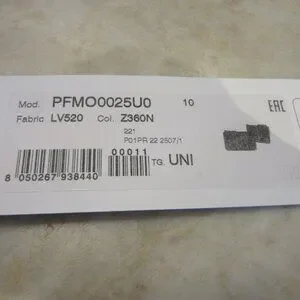 Mod. PFMO0025U0 10
Fabric LV520 Col. Z360N
221
P01PR 22 2507/1
00011
TG. UNI
8 050267 938440
EAC